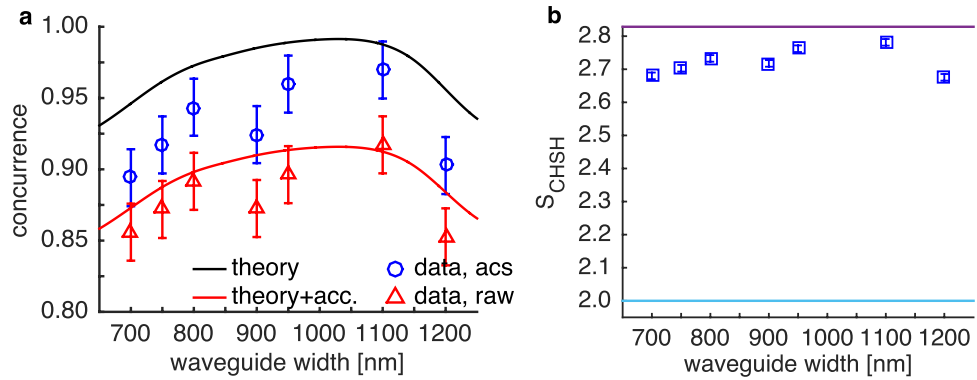 a
1.00
0.95
0.90
0.85
0.80
concurrence
theory
theory+acc.
data, acs
data, raw
700 800 900 1000 1100 1200
waveguide width [nm]
b
2.8
2.7
2.6
2.5
2.4
2.3
2.2
2.1
2.0
S_CHSH
700 800 900 1000 1100 1200
waveguide width [nm]